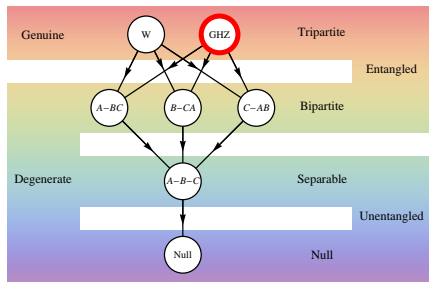 Genuine
W
GHZ
Tripartite
Entangled
A−BC
B−CA
C−AB
Bipartite
Degenerate
A−B−C
Separable
Unentangled
Null
Null